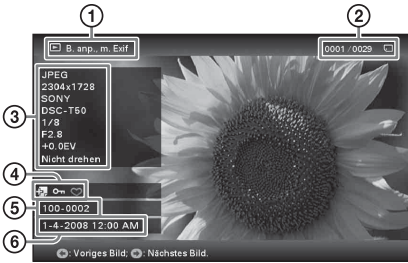 1
2
B. anp., m. Exif
0001/0029
3
JPEG
2304x1728
SONY
DSC-T50
1/8
F2.8
+0.0EV
Nicht drehen
4
5
100-0002
6
1-4-2008 12:00 AM
: Voriges Bild; : Nächstes Bild.